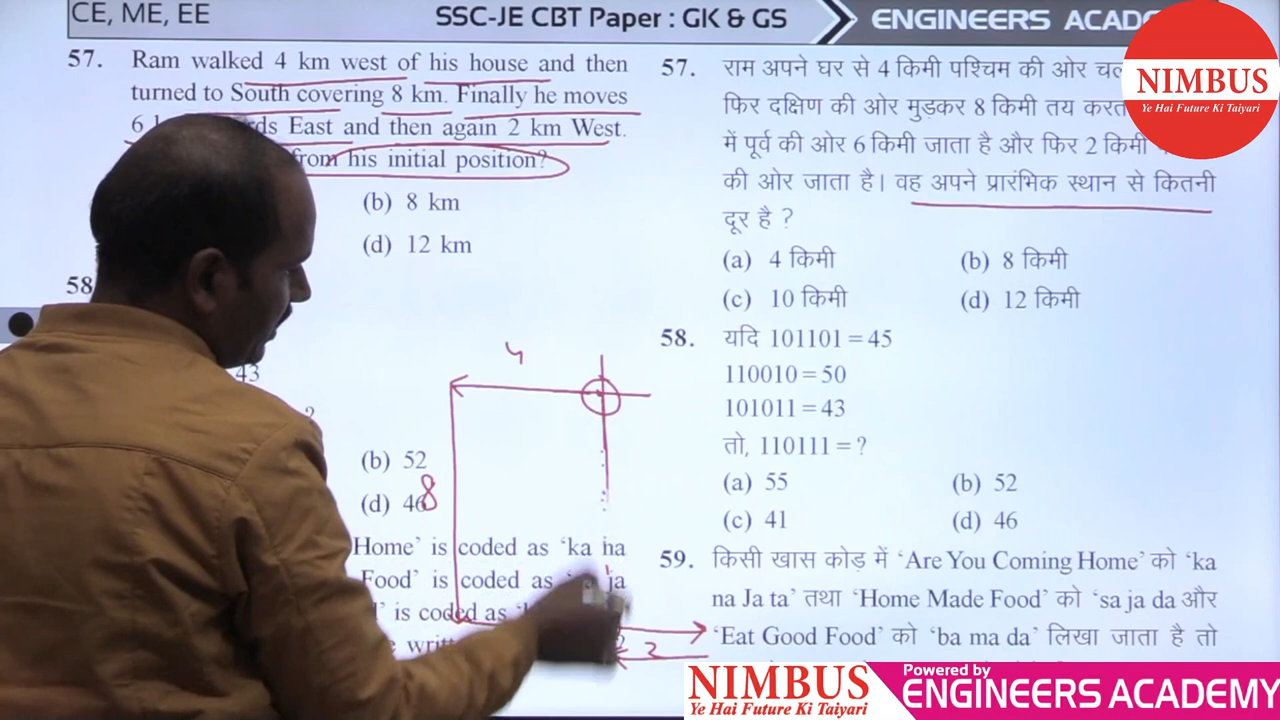 CE, ME, EE
SSC-JE CBT Paper : GK & GS
ENGINEERS ACAD
NIMBUS
Ye Hai Future Ki Taiyari
57. Ram walked 4 km west of his house and then
turned to South covering 8 km. Finally he moves
6 ds East and then again 2 km West.
from his initial position?
(b) 8 km
(d) 12 km
58
43
?
(b) 52
(d) 46
Home' is coded as 'ka na
Food' is coded as ja
is coded as
4
8
2
57. राम अपने घर से 4 किमी पश्चिम की ओर
फिर दक्षिण की ओर मुड़कर 8 किमी तय
में पूर्व की ओर 6 किमी जाता है और फिर 2 किमी
की ओर जाता है। वह अपने प्रारंभिक स्थान से कितनी
दूर है ?
(a) 4 किमी (b) 8 किमी
(c) 10 किमी (d) 12 किमी
58. यदि 101101 = 45
110010 = 50
101011 = 43
तो, 110111 = ?
(a) 55 (b) 52
(c) 41 (d) 46
59. किसी खास कोड़ में 'Are You Coming Home' को 'ka
na Ja ta' तथा 'Home Made Food' को 'sa ja da और
'Eat Good Food' को 'ba ma da' लिखा जाता है तो
NIMBUS
Ye Hai Future Ki Taiyari
Powered by
ENGINEERS ACADEMY